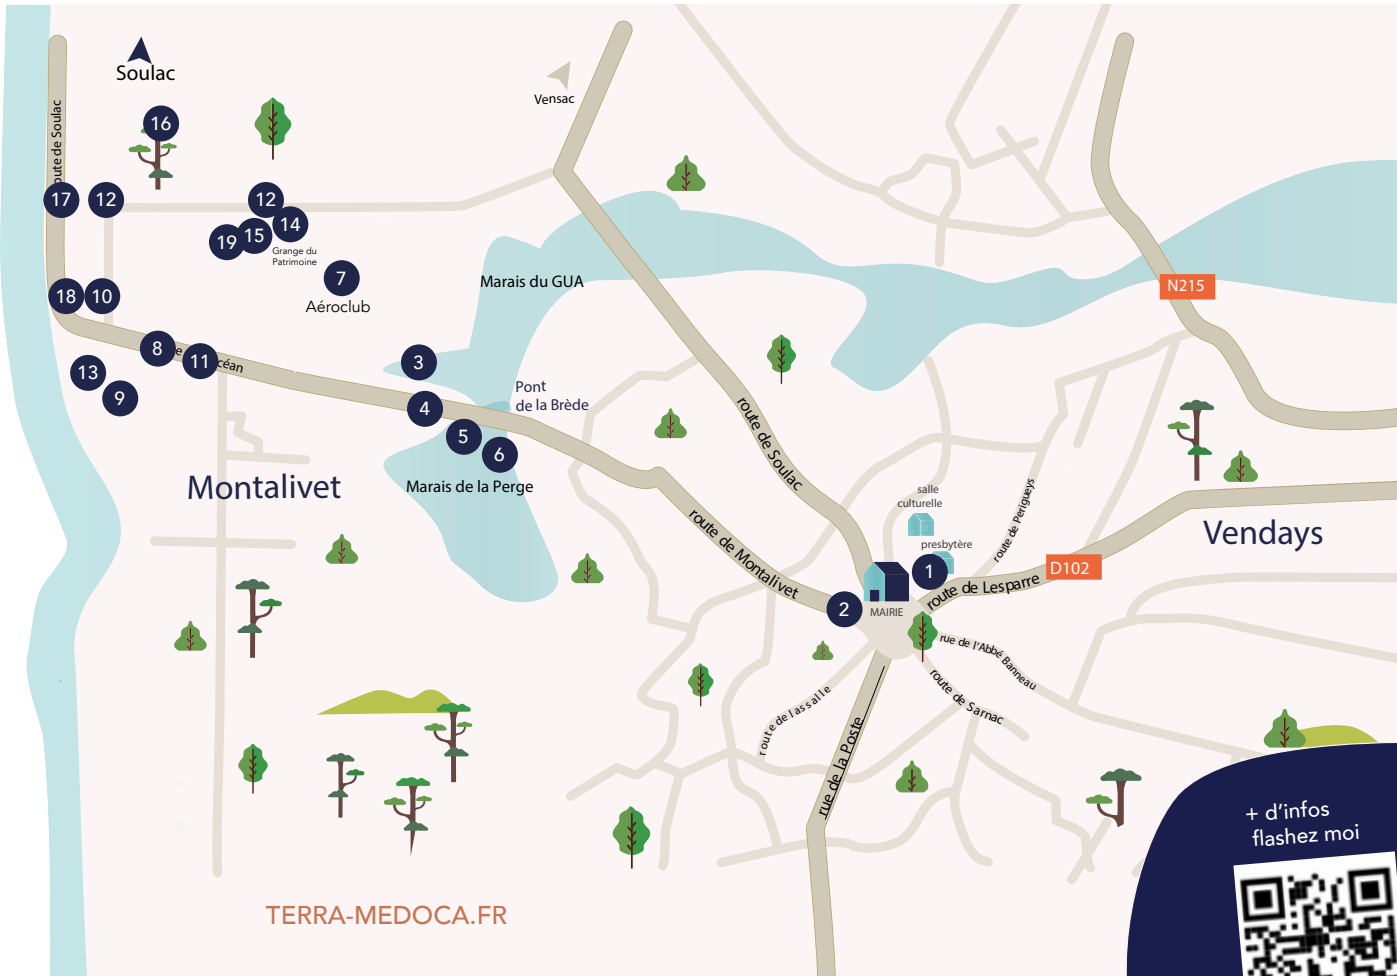 Soulac
Vensac
oute de Soulac
16
17
12
12
14
19
15
Grange du
Patrimoine
7
Aéroclub
18
10
Marais du GUA
N215
8
11
céan
13
9
3
4
5
6
Pont
de la Brède
Marais de la Perge
Montalivet
route de Soulac
route de Montalivet
salle
culturelle
presbytère
route de Perigueys
Vendays
1
2
MAIRIE
D102
route de Lesparre
rue de l'Abbé Banneau
route de Sarnac
route de lassalle
rue de la Poste
+ d'infos
flashez moi
TERRA-MEDOCA.FR